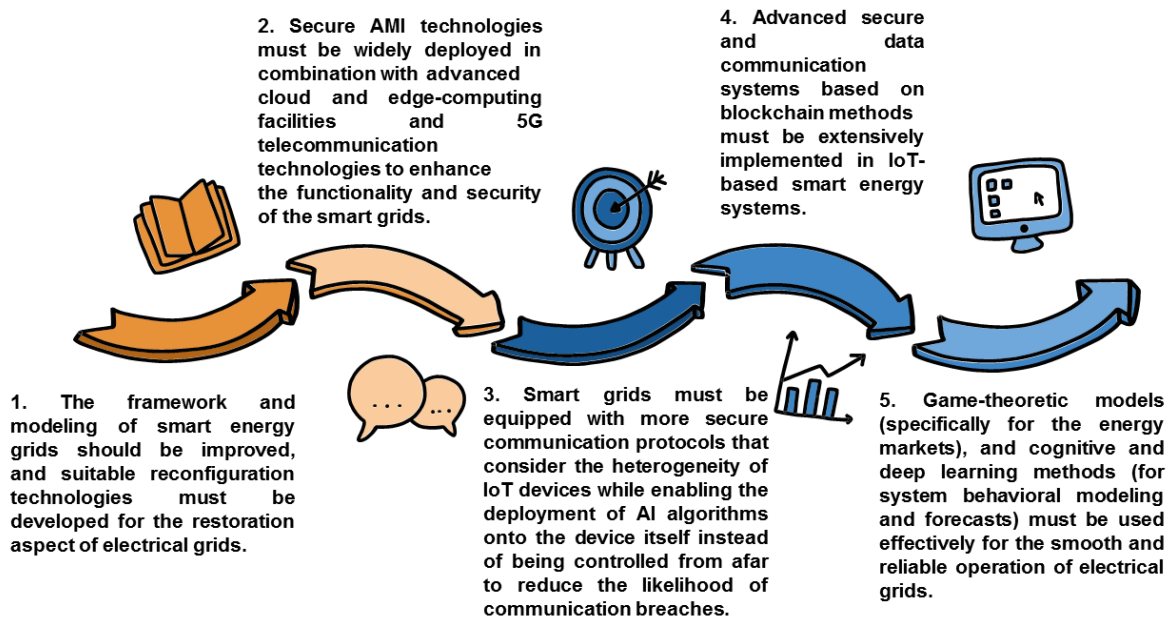 1. The framework and
modeling of smart energy
grids should be improved,
and suitable reconfiguration
technologies must be
developed for the restoration
aspect of electrical grids.
2. Secure AMI technologies
must be widely deployed in
combination with advanced
cloud and edge-computing
facilities and 5G
telecommunication
technologies to enhance
the functionality and security
of the smart grids.
3. Smart grids must be
equipped with more secure
communication protocols that
consider the heterogeneity of
IoT devices while enabling the
deployment of AI algorithms
onto the device itself instead
of being controlled from afar
to reduce the likelihood of
communication breaches.
4. Advanced secure
and data
communication
systems based on
blockchain methods
must be extensively
implemented in IoT-
based smart energy
systems.
5. Game-theoretic models
(specifically for the energy
markets), and cognitive and
deep learning methods (for
system behavioral modeling
and forecasts) must be used
effectively for the smooth and
reliable operation of electrical
grids.